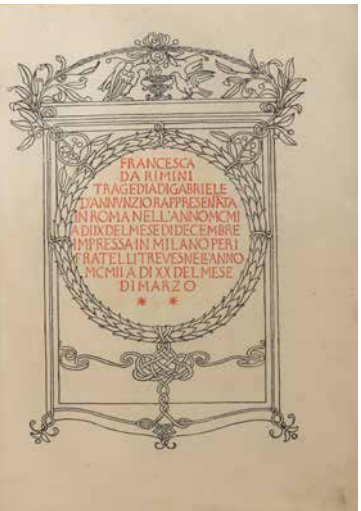 FRANCESCA
DA RIMINI
TRAGEDIA DI GABRIELE
D'ANNVNZIO RAPPRESENTATA
IN ROMA NELL'ANNO MCMI
A DI IX DEL MESE DI DECEMBRE
IMPRESSA IN MILANO PER I
FRATELLI TREVES NELL'ANNO
MCMII A DI XX DEL MESE
DI MARZO